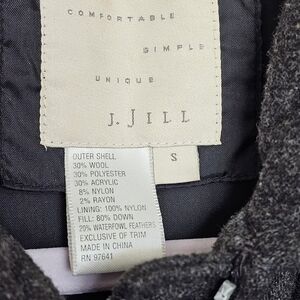 COMFORTABLE
SIMPLE
UNIQUE
J. JILL
S
OUTER SHELL
30% WOOL
30% POLYESTER
30% ACRYLIC
8% NYLON
2% RAYON
LINING: 100% NYLON
FILL: 80% DOWN
20% WATERFOWL FEATHERS
EXCLUSIVE OF TRIM
MADE IN CHINA
RN 97641